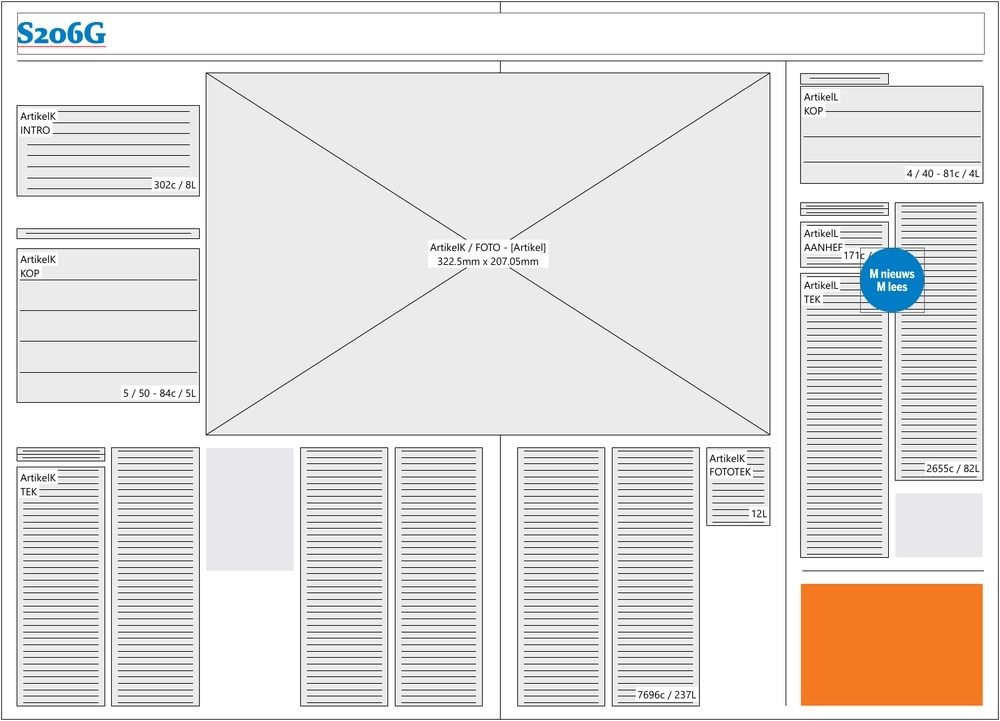 S206G
ArtikelK
INTRO
302c / 8L
ArtikelK
KOP
5 / 50 - 84c / 5L
ArtikelK / FOTO - [Artikel]
322.5mm x 207.05mm
ArtikelK
TEK
7696c / 237L
ArtikelK
FOTOTEK
12L
ArtikelL
KOP
4 / 40 - 81c / 4L
ArtikelL
AANHEF
171c /
M nieuws
M lees
ArtikelL
TEK
2655c / 82L